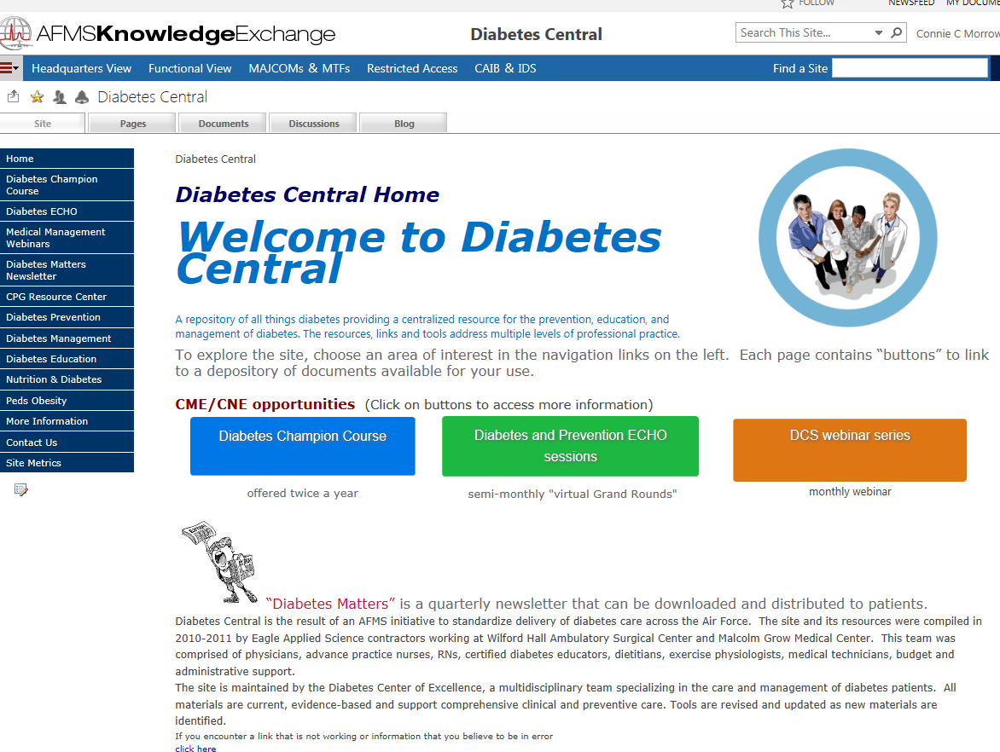 FOLLOW NEWSFEED MY DOCUME
AFMSKnowledgeExchange Diabetes Central Search This Site... Connie C Morrow
Headquarters View Functional View MAJCOMs & MTFs Restricted Access CAIB & IDS Find a Site
Diabetes Central
Site Pages Documents Discussions Blog
Home
Diabetes Champion
Course
Diabetes ECHO
Medical Management
Webinars
Diabetes Matters
Newsletter
CPG Resource Center
Diabetes Prevention
Diabetes Management
Diabetes Education
Nutrition & Diabetes
Peds Obesity
More Information
Contact Us
Site Metrics
Diabetes Central
Diabetes Central Home
Welcome to Diabetes
Central
A repository of all things diabetes providing a centralized resource for the prevention, education, and
management of diabetes. The resources, links and tools address multiple levels of professional practice.
To explore the site, choose an area of interest in the navigation links on the left.  Each page contains “buttons” to link
to a depository of documents available for your use.
CME/CNE opportunities  (Click on buttons to access more information)
Diabetes Champion Course
offered twice a year
Diabetes and Prevention ECHO
sessions
semi-monthly "virtual Grand Rounds"
DCS webinar series
monthly webinar
“Diabetes Matters” is a quarterly newsletter that can be downloaded and distributed to patients.
Diabetes Central is the result of an AFMS initiative to standardize delivery of diabetes care across the Air Force.  The site and its resources were compiled in
2010-2011 by Eagle Applied Science contractors working at Wilford Hall Ambulatory Surgical Center and Malcolm Grow Medical Center.  This team was
comprised of physicians, advance practice nurses, RNs, certified diabetes educators, dietitians, exercise physiologists, medical technicians, budget and
administrative support.
The site is maintained by the Diabetes Center of Excellence, a multidisciplinary team specializing in the care and management of diabetes patients.  All
materials are current, evidence-based and support comprehensive clinical and preventive care. Tools are revised and updated as new materials are
identified.
If you encounter a link that is not working or information that you believe to be in error
click here